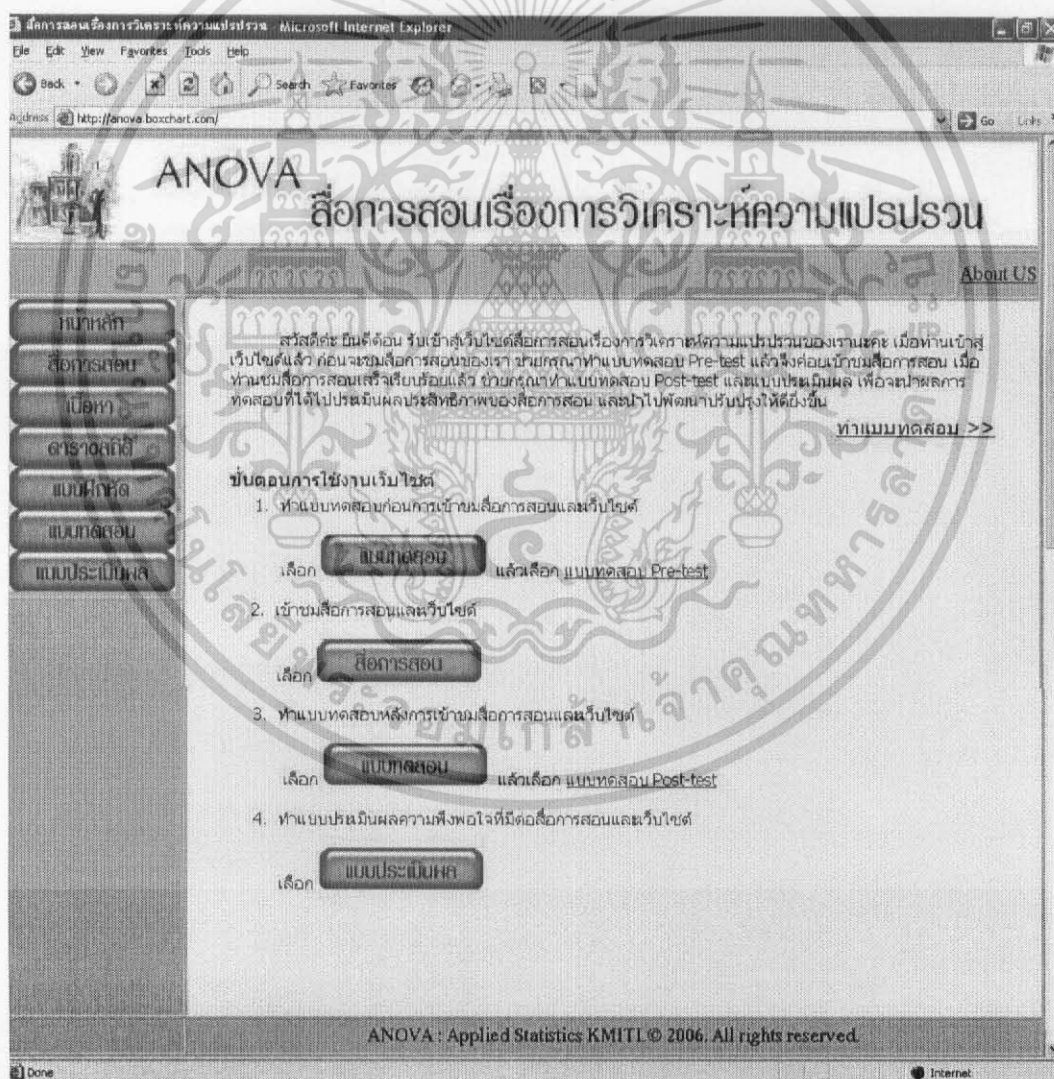 สื่อการสอนเรื่องการวิเคราะห์ความแปรปรวน - Microsoft Internet Explorer
File Edit View Favorites Tools Help
Back Search Favorites
Address http://anova.boxchart.com/ Go Links
ANOVA
สื่อการสอนเรื่องการวิเคราะห์ความแปรปรวน
About US
หน้าหลัก
สื่อการสอน
เนื้อหา
ตารางสถิติ
แบบฝึกหัด
แบบทดสอบ
แบบประเมินผล
สวัสดีค่ะ ยินดีต้อน รับเข้าสู่เว็บไซต์สื่อการสอนเรื่องการวิเคราะห์ความแปรปรวนของเรานะคะ เมื่อท่านเข้าสู่
เว็บไซต์แล้ว ก่อนจะชมสื่อการสอนของเรา ช่วยกรุณาทำแบบทดสอบ Pre-test แล้วจึงค่อยเข้าชมสื่อการสอน เมื่อ
ท่านชมสื่อการสอนเสร็จเรียบร้อยแล้ว ช่วยกรุณาทำแบบทดสอบ Post-test และแบบประเมินผล เพื่อจะนำผลการ
ทดสอบที่ได้ไปประเมินผลประสิทธิภาพของสื่อการสอน และนำไปพัฒนาปรับปรุงให้ดียิ่งขึ้น
ทำแบบทดสอบ >>
ขั้นตอนการใช้งานเว็บไซต์
1. ทำแบบทดสอบก่อนการเข้าชมสื่อการสอนและเว็บไซต์
เลือก แบบทดสอบ แล้วเลือก แบบทดสอบ Pre-test
2. เข้าชมสื่อการสอนและเว็บไซต์
เลือก สื่อการสอน
3. ทำแบบทดสอบหลังการเข้าชมสื่อการสอนและเว็บไซต์
เลือก แบบทดสอบ แล้วเลือก แบบทดสอบ Post-test
4. ทำแบบประเมินผลความพึงพอใจที่มีต่อสื่อการสอนและเว็บไซต์
เลือก แบบประเมินผล
ANOVA : Applied Statistics KMITL © 2006. All rights reserved.
Done Internet